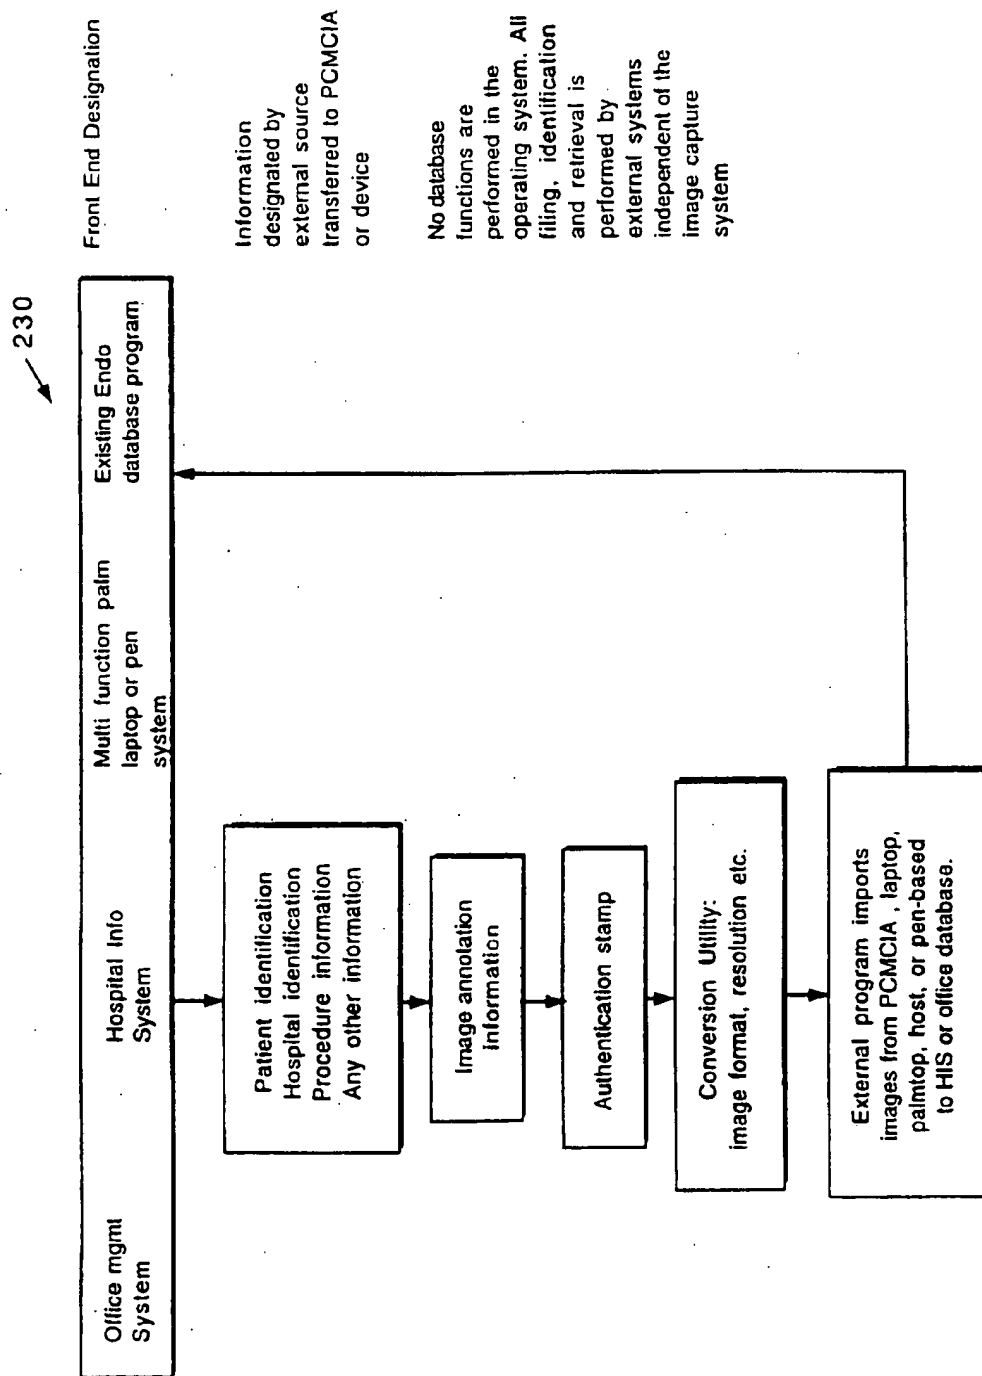 230
Office mgmt
System
Hospital Info
System
Multi function palm
laptop or pen
system
Existing Endo
database program
Front End Designation
Patient identification
Hospital identification
Procedure information
Any other information
Information
designated by
external source
transferred to PCMCIA
or device
Image annotation
information
Authentication stamp
Conversion Utility:
image format, resolution etc.
External program imports
images from PCMCIA, laptop,
palmtop, host, or pen-based
to HIS or office database.
No database
functions are
performed in the
operating system. All
filing, identification
and retrieval is
performed by
external systems
independent of the
image capture
system